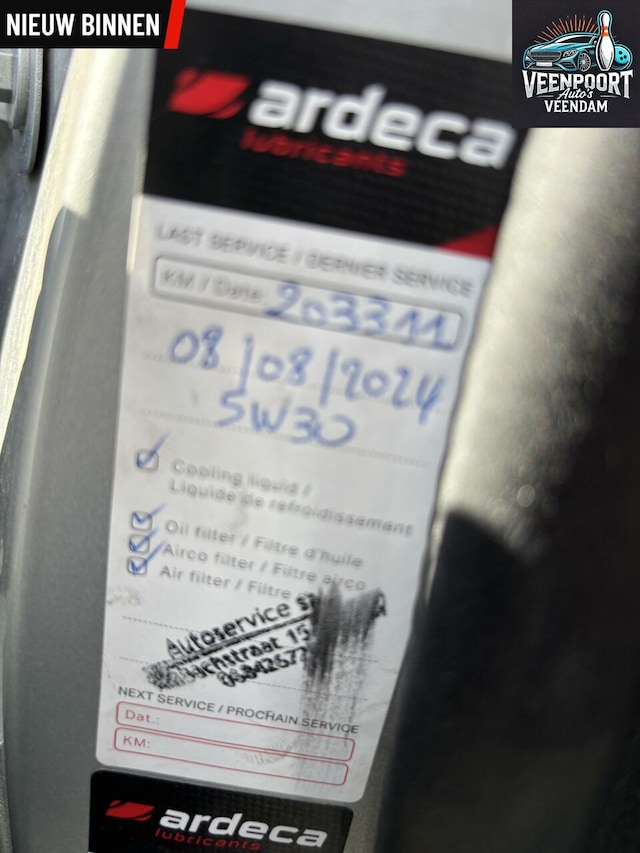 NIEUW BINNEN
VEENPOORT
Auto's
VEENDAM
ardeca
lubricants
LAST SERVICE / DERNIER SERVICE
KM / Date: 203311
08/08/2024
5W30
Cooling liquid /
Liquide de refroidissement
Oil filter / Filtre d'huile
Airco filter / Filtre airco
Air filter / Filtre
Autoservice
NEXT SERVICE / PROCHAIN SERVICE
Dat.:
KM:
ardeca
lubricants